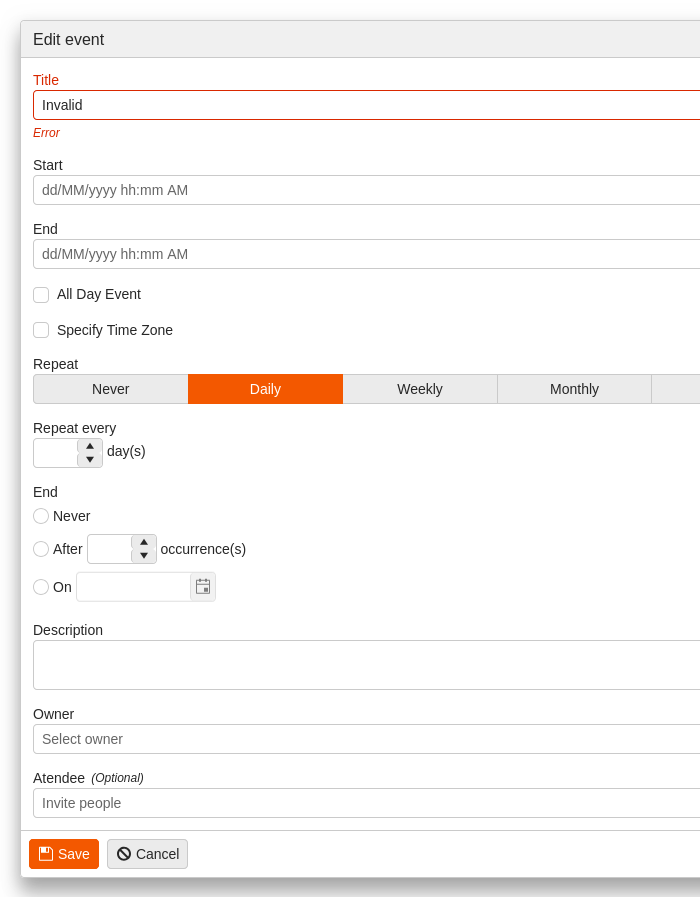 Edit event
Title
Invalid
Error
Start
dd/MM/yyyy hh:mm AM
End
dd/MM/yyyy hh:mm AM
All Day Event
Specify Time Zone
Repeat
Never Daily Weekly Monthly
Repeat every
day(s)
End
Never
After occurrence(s)
On
Description
Owner
Select owner
Atendee (Optional)
Invite people
Save Cancel